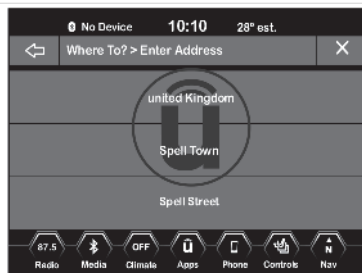 No Device 10:10 28° est.
Where To? > Enter Address X
united Kingdom
Spell Town
Spell Street
87.5 OFF û N
Radio Media Climate Apps Phone Controls Nav